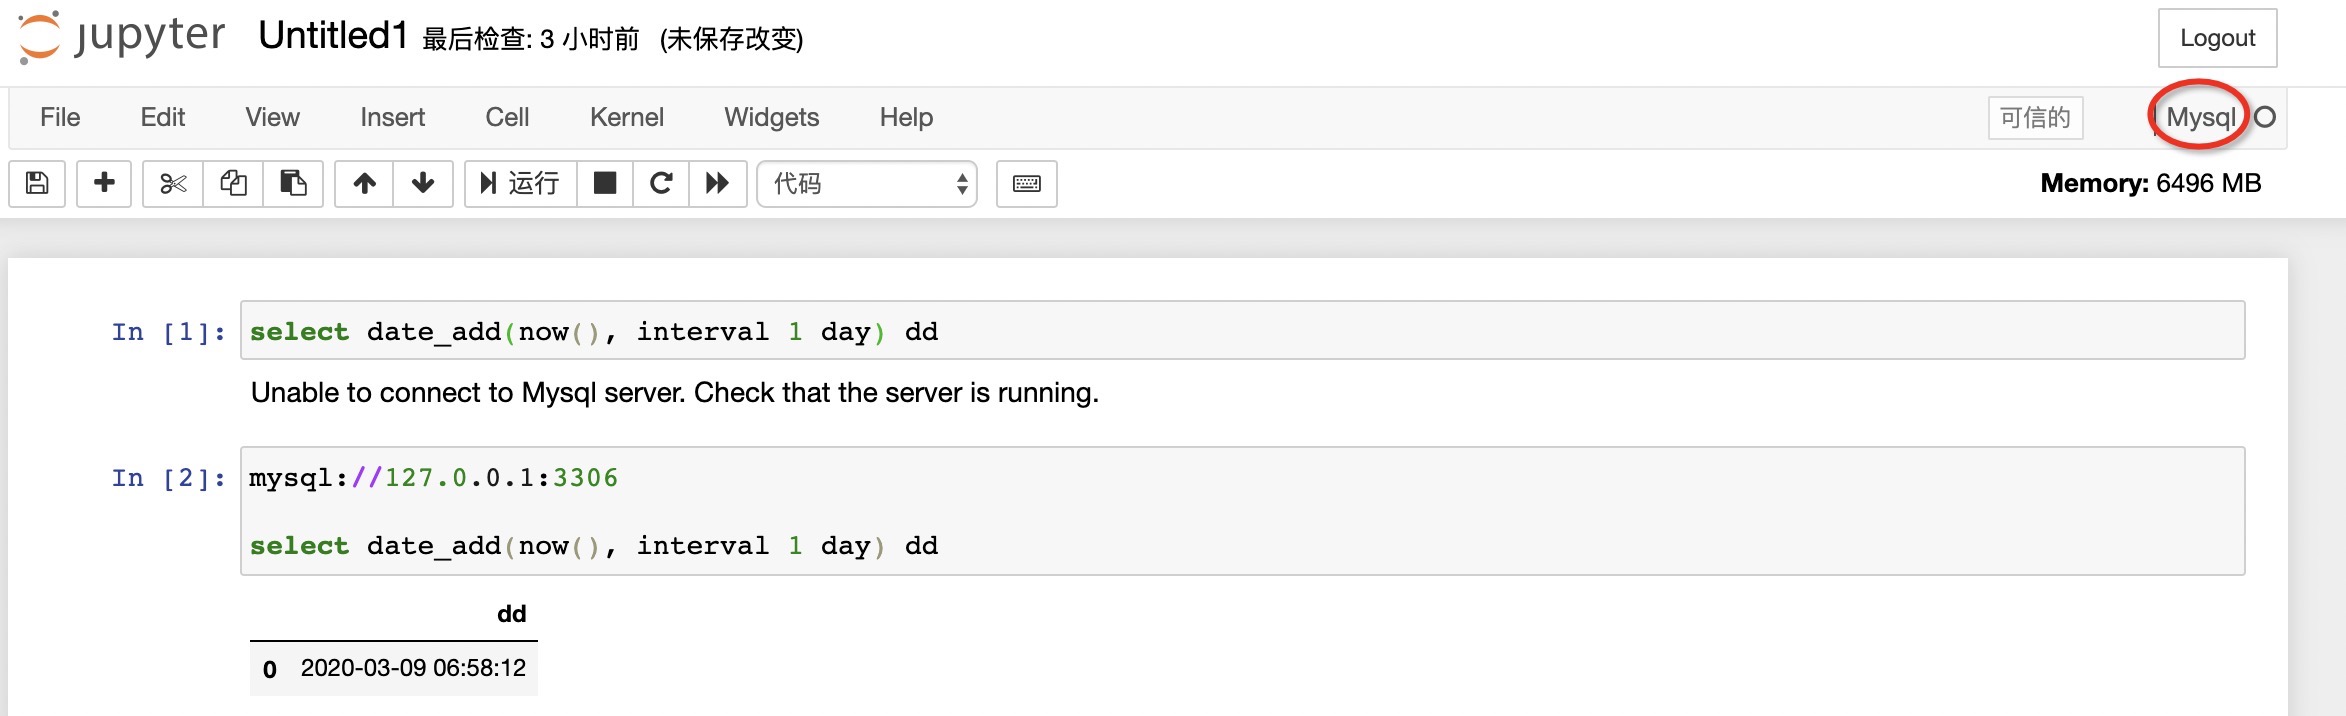 jupyter Untitled1 最后检查: 3 小时前 (未保存改变) Logout
File Edit View Insert Cell Kernel Widgets Help 可信的 Mysql
运行 代码 Memory: 6496 MB
In [1]: select date_add(now(), interval 1 day) dd
Unable to connect to Mysql server. Check that the server is running.
In [2]: mysql://127.0.0.1:3306
select date_add(now(), interval 1 day) dd
dd
0 2020-03-09 06:58:12